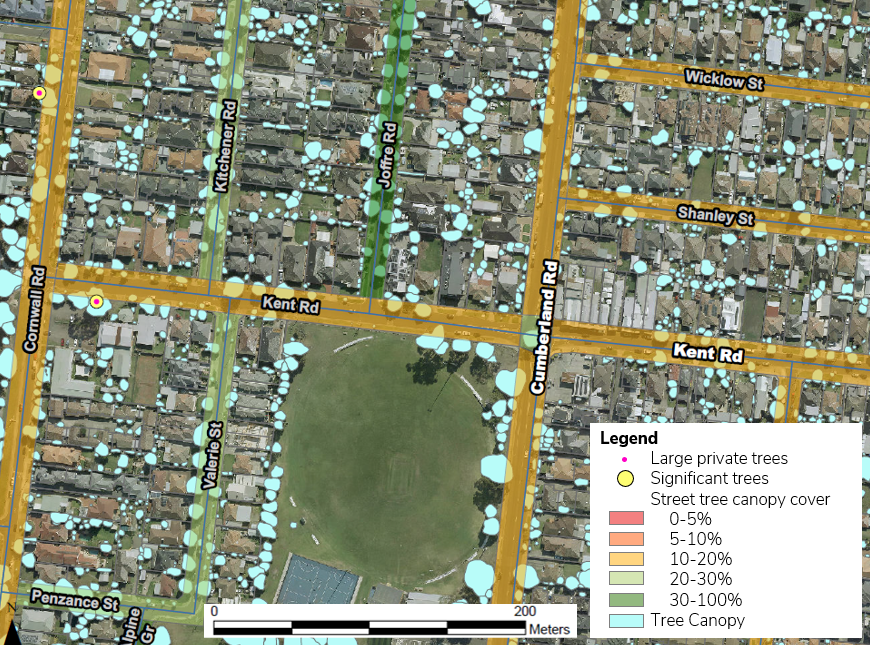 Wicklow St
Kitchener Rd
Joffre Rd
Shanley St
Cornwall Rd
Kent Rd
Cumberland Rd
Kent Rd
Valerie St
Penzance St
Alpine
Gr
0 200
Meters
Legend
Large private trees
Significant trees
Street tree canopy cover
0-5%
5-10%
10-20%
20-30%
30-100%
Tree Canopy